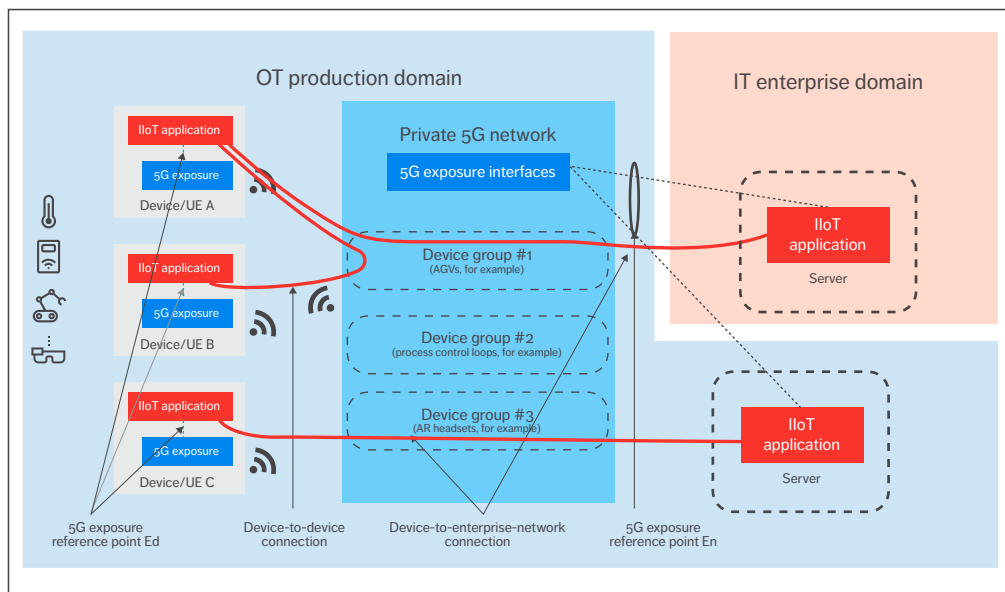 OT production domain
IT enterprise domain
IIoT application
5G exposure
Device/UE A
IIoT application
5G exposure
Device/UE B
IIoT application
5G exposure
Device/UE C
Private 5G network
5G exposure interfaces
Device group #1
(AGVs, for example)
Device group #2
(process control loops, for example)
Device group #3
(AR headsets, for example)
IIoT
application
Server
IIoT
application
Server
5G exposure
reference point Ed
Device-to-device
connection
Device-to-enterprise-network
connection
5G exposure
reference point En